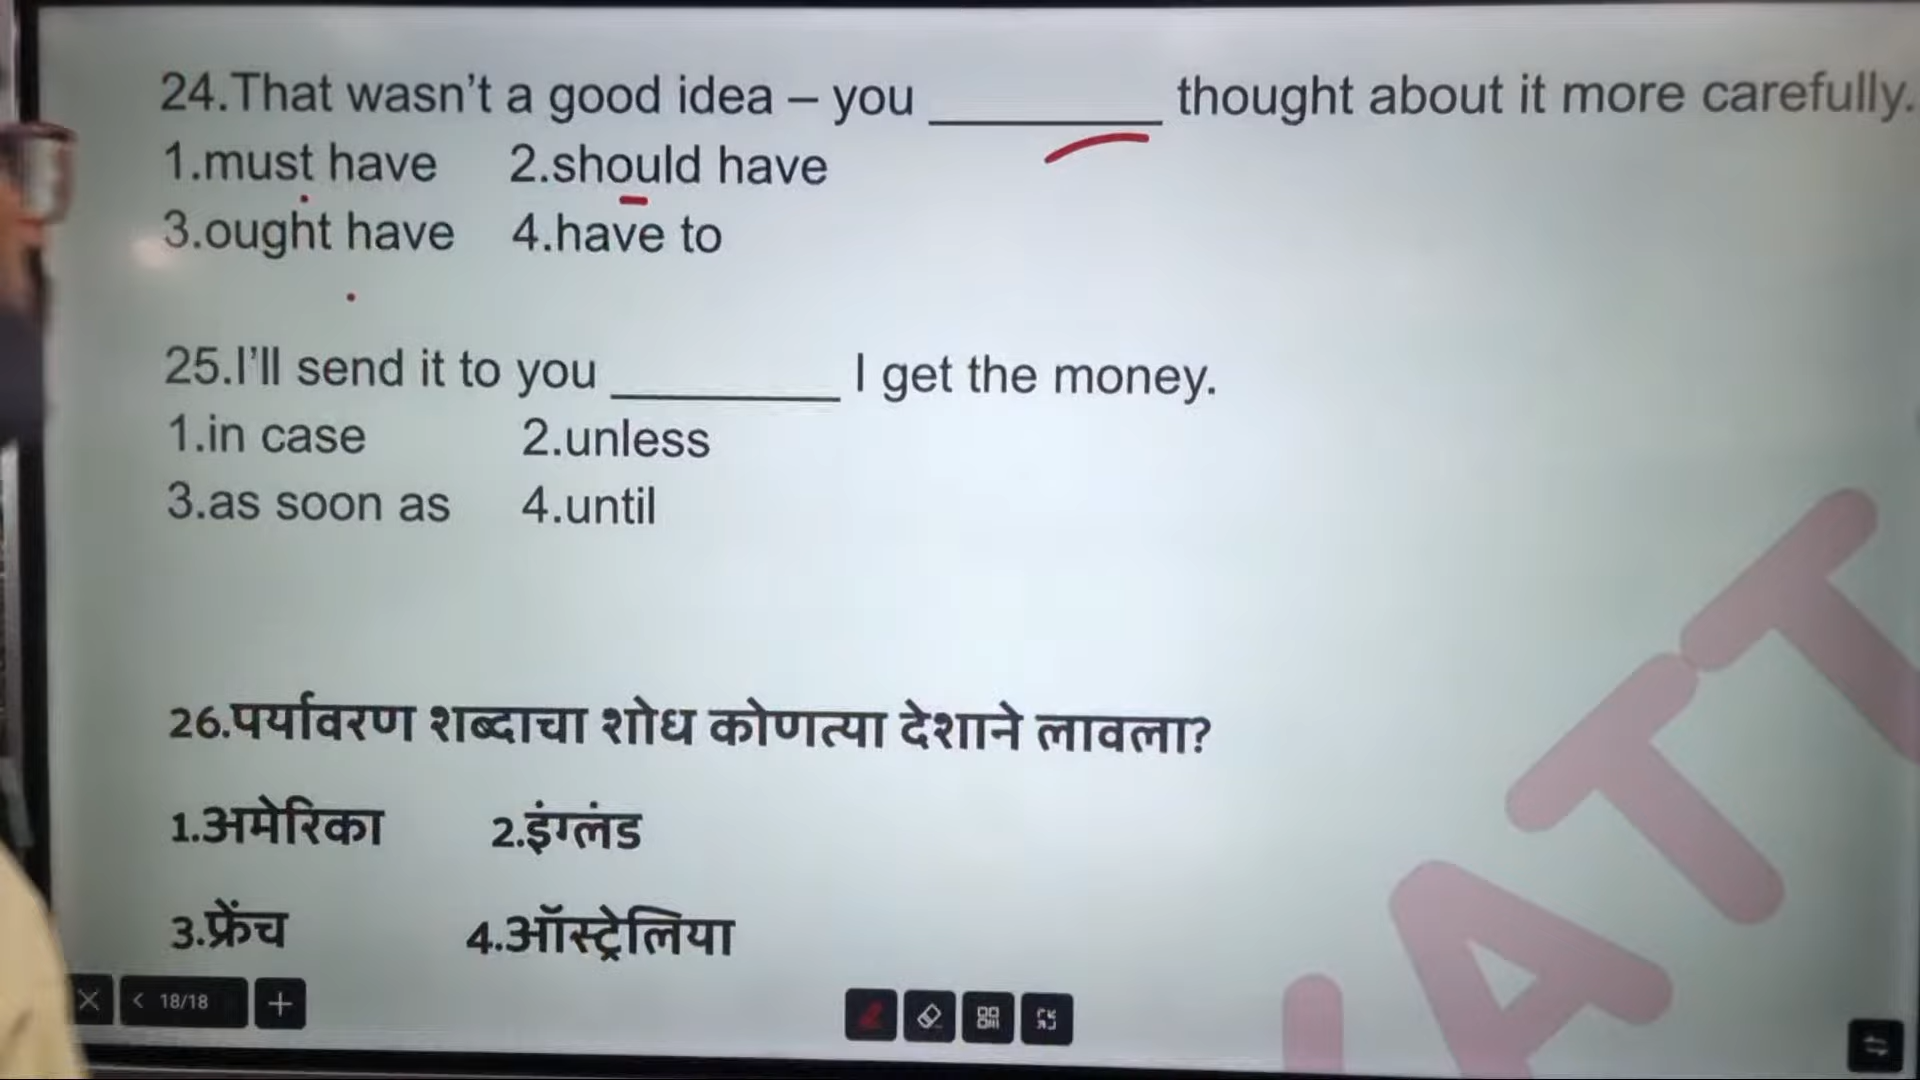 24.That wasn't a good idea – you ________ thought about it more carefully.
1.must have 2.should have
3.ought have 4.have to
25.I'll send it to you ________ I get the money.
1.in case 2.unless
3.as soon as 4.until
26.पर्यावरण शब्दाचा शोध कोणत्या देशाने लावला?
1.अमेरिका 2.इंग्लंड
3.फ्रेंच 4.ऑस्ट्रेलिया
18/18